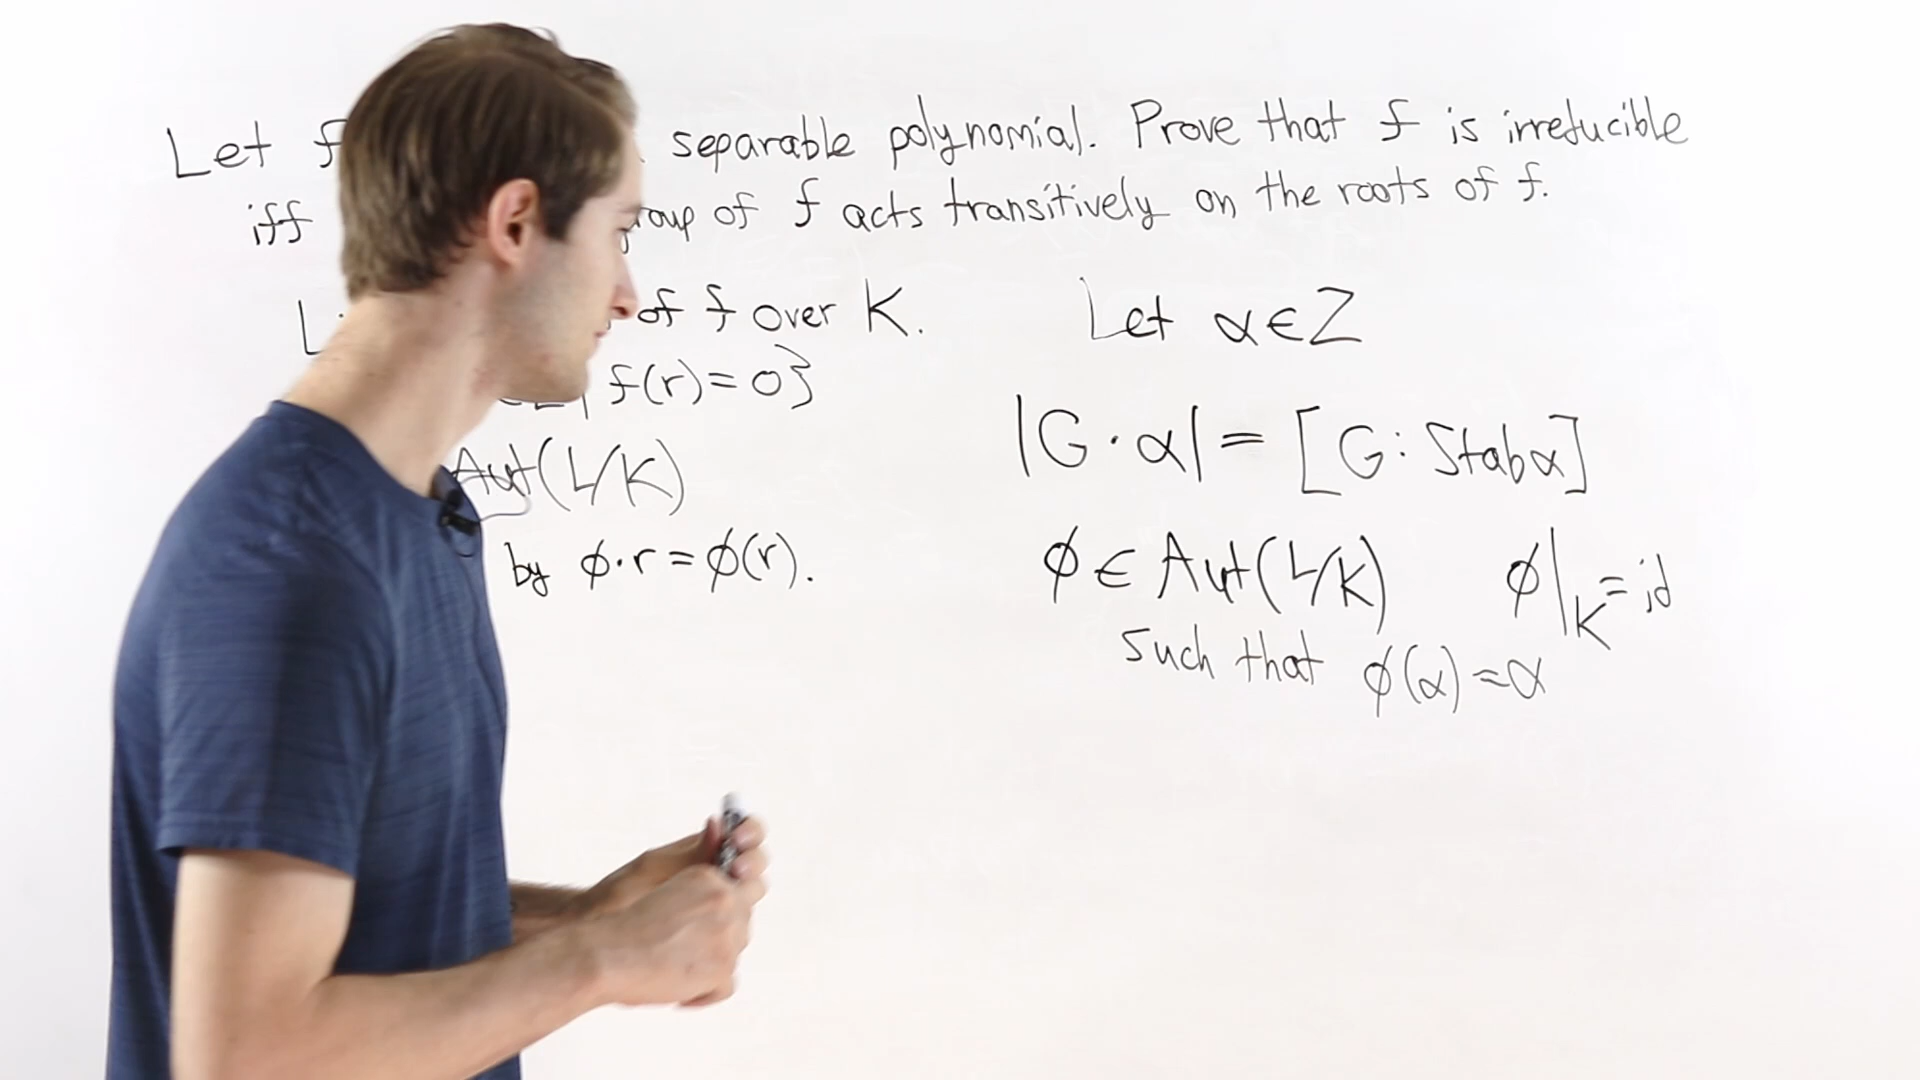 Let f separable polynomial. Prove that f is irreducible
iff roup of f acts transitively on the roots of f.
L of f over K.
f(r)=0}
Aut(L/K)
by φ·r=φ(r).
Let α∈Z
|G·α|=[G:Stabα]
φ∈Aut(L/K) φ|_K=id
such that φ(α)=α